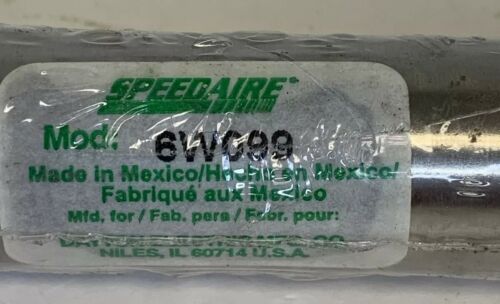 SPEEDAIRE®
Mod. 6W099
Made in Mexico/Hecho en Mexico/
Fabriqué aux Mexico
Mfd. for/Fab. para/Fabr. pour:
CO
NILES, IL 60714 U.S.A.